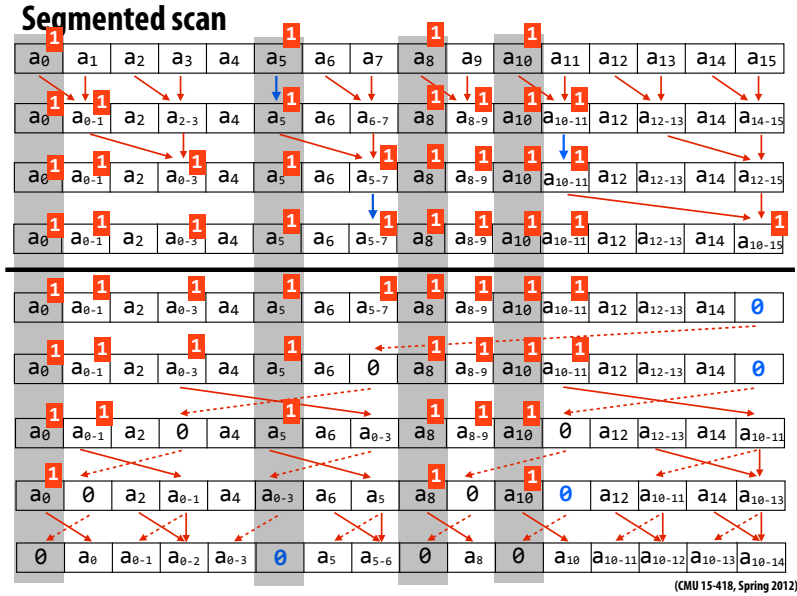 Segmented scan
1 1 1 1
a0 a1 a2 a3 a4 a5 a6 a7 a8 a9 a10 a11 a12 a13 a14 a15
1 1 1 1 1 1 1
a0 a0-1 a2 a2-3 a4 a5 a6 a6-7 a8 a8-9 a10 a10-11 a12 a12-13 a14 a14-15
1 1 1 1 1 1 1 1 1
a0 a0-1 a2 a0-3 a4 a5 a6 a5-7 a8 a8-9 a10 a10-11 a12 a12-13 a14 a12-15
1 1 1 1 1 1 1 1 1 1
a0 a0-1 a2 a0-3 a4 a5 a6 a5-7 a8 a8-9 a10 a10-11 a12 a12-13 a14 a10-15
1 1 1 1 1 1 1 1 1
a0 a0-1 a2 a0-3 a4 a5 a6 a5-7 a8 a8-9 a10 a10-11 a12 a12-13 a14 0
1 1 1 1 1 1 1 1
a0 a0-1 a2 a0-3 a4 a5 a6 0 a8 a8-9 a10 a10-11 a12 a12-13 a14 0
1 1 1 1 1 1
a0 a0-1 a2 0 a4 a5 a6 a0-3 a8 a8-9 a10 0 a12 a12-13 a14 a10-11
1 1 1
a0 0 a2 a0-1 a4 a0-3 a6 a5 a8 0 a10 0 a12 a10-11 a14 a10-13
0 a0 a0-1 a0-2 a0-3 0 a5 a5-6 0 a8 0 a10 a10-11 a10-12 a10-13 a10-14
(CMU 15-418, Spring 2012)